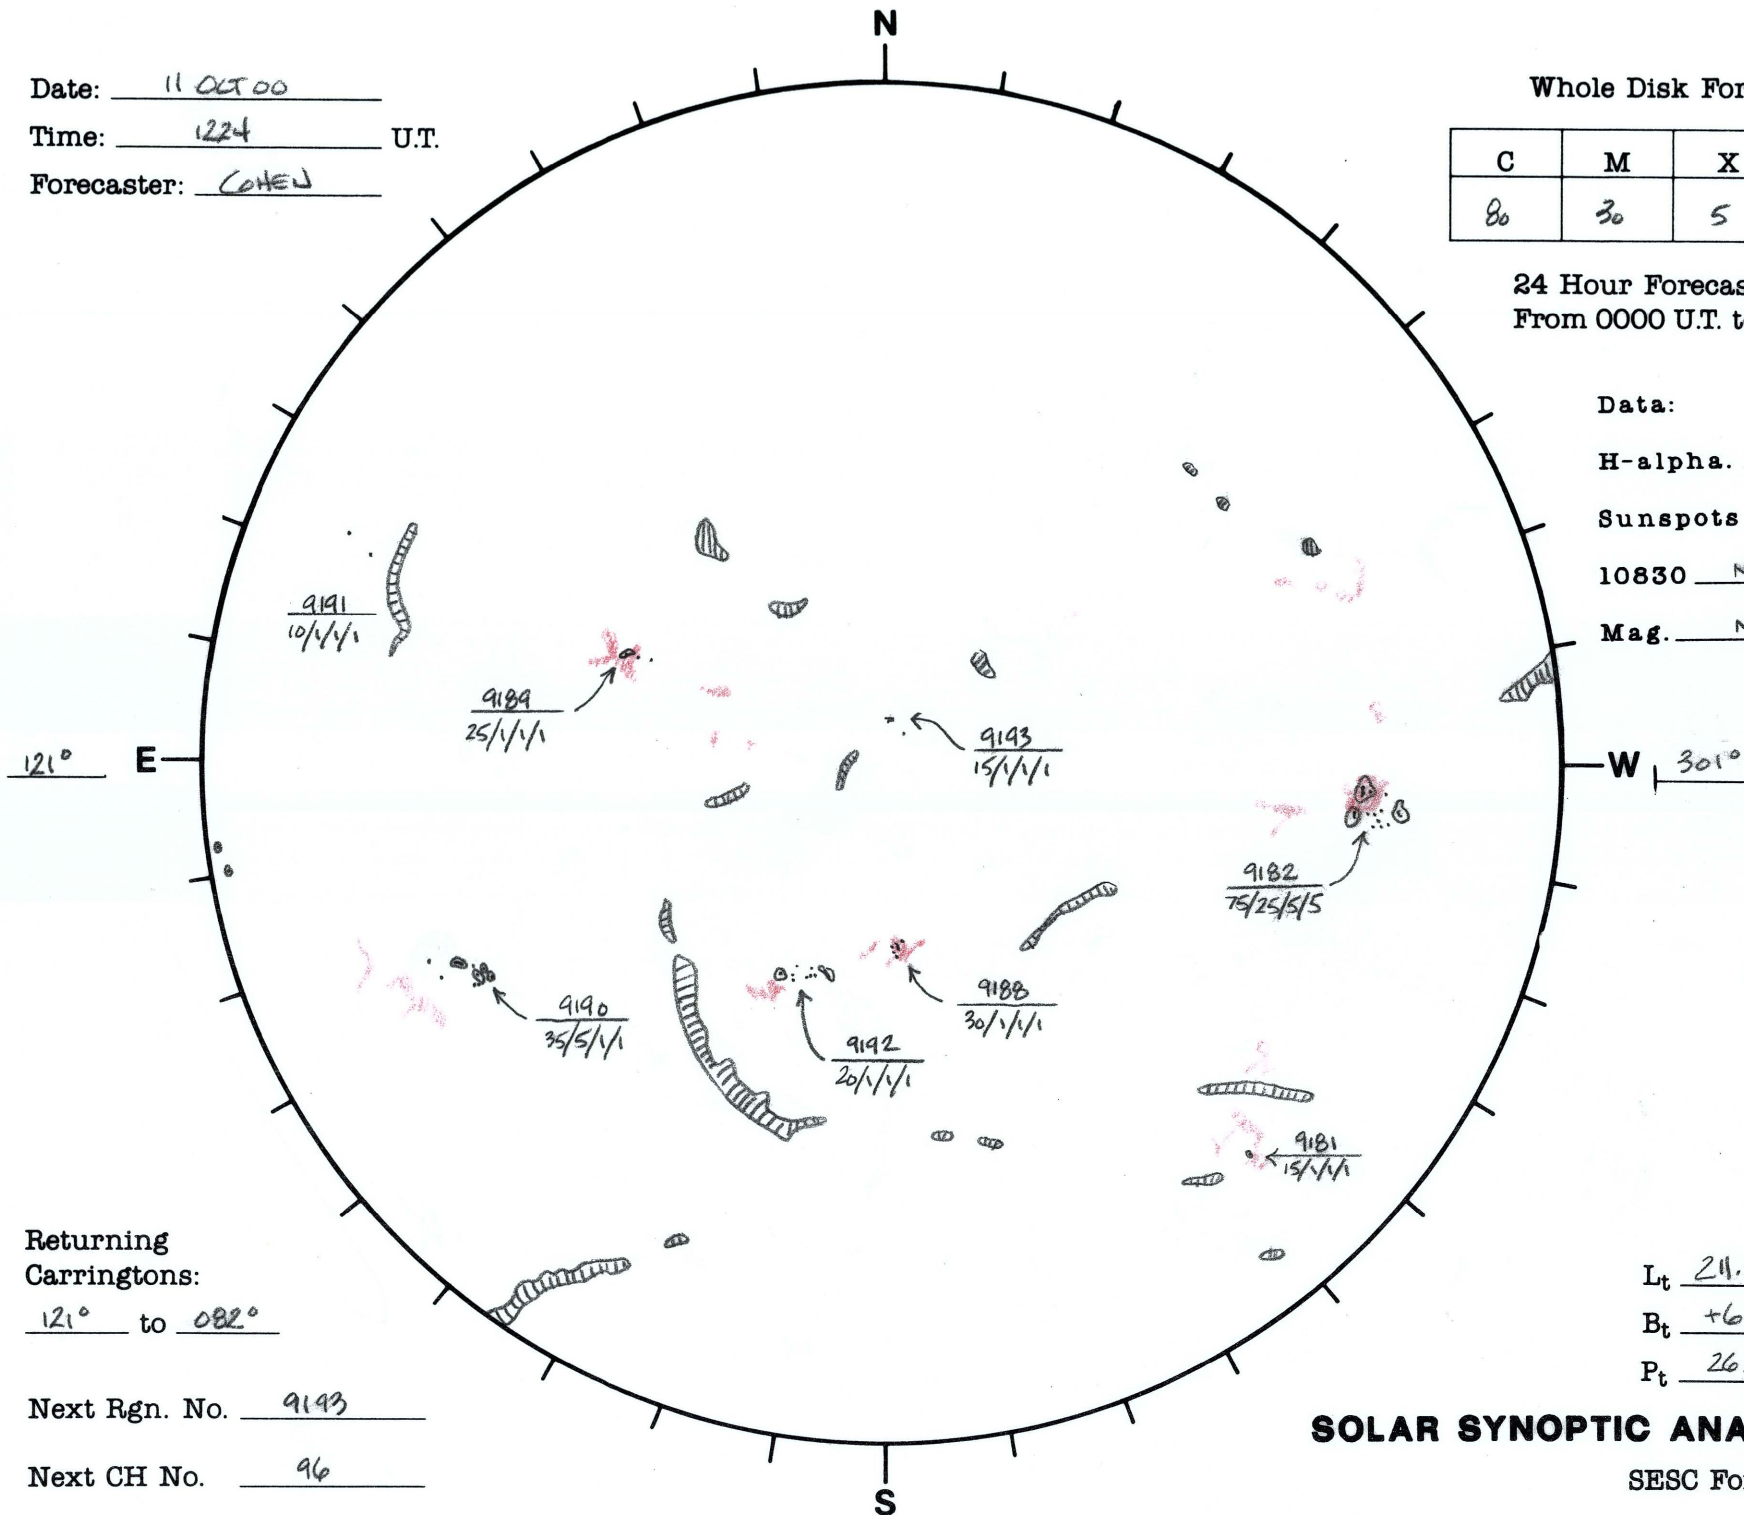 N
Date: 11 OCT 00
Time: 1224 U.T.
Forecaster: COHEN
Whole Disk For
C M X
80 30 5
24 Hour Forecas
From 0000 U.T. t
Data:
H-alpha.
Sunspots
10830 N
Mag. N
9191
10/1/1/1
9189
25/1/1/1
9193
15/1/1/1
121° E
W 301°
9182
75/25/5/5
9190
35/5/1/1
9188
30/1/1/1
9192
20/1/1/1
9181
15/1/1/1
Returning
Carringtons:
121° to 082°
Next Rgn. No. 9193
Next CH No. 96
Lt 211.
Bt +6
Pt 26.
SOLAR SYNOPTIC ANA
SESC For
S